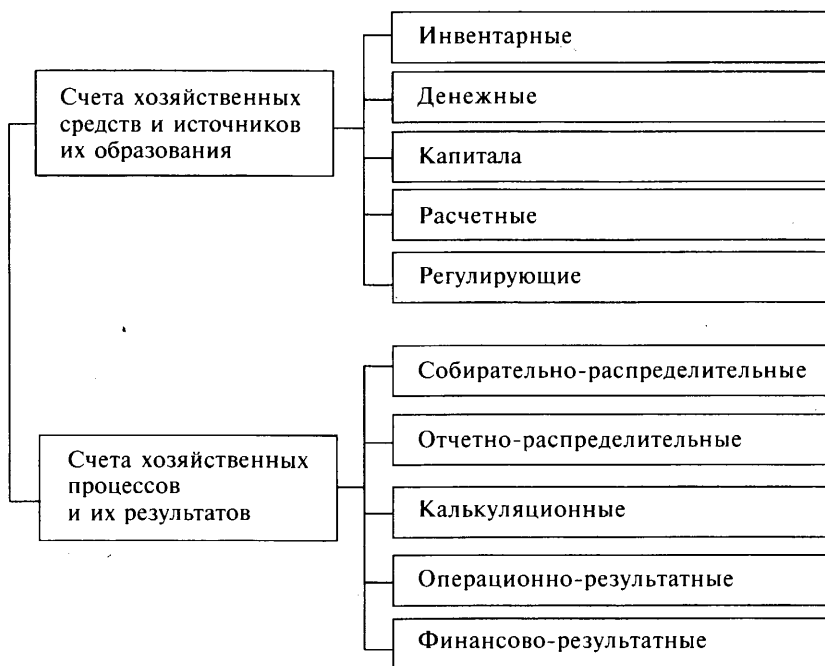 Счета хозяйственных
средств и источников
их образования
Инвентарные
Денежные
Капитала
Расчетные
Регулирующие
Счета хозяйственных
процессов
и их результатов
Собирательно-распределительные
Отчетно-распределительные
Калькуляционные
Операционно-результатные
Финансово-результатные